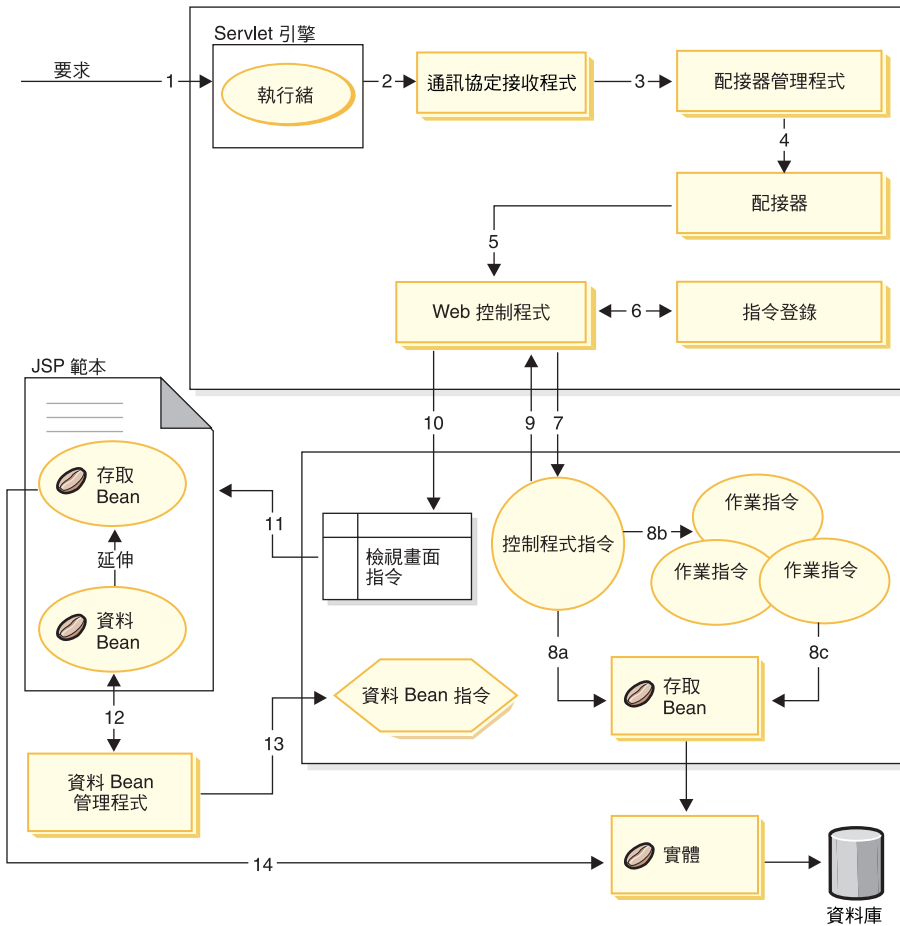 Servlet 引擎
要求
1
執行緒
2
通訊協定接收程式
3
配接器管理程式
4
配接器
5
Web 控制程式
6
指令登錄
JSP 範本
10
9
7
存取
Bean
11
檢視畫面
指令
控制程式指令
8b
作業指令
作業指令
作業指令
延伸
資料
Bean
8a
8c
資料 Bean 指令
存取
Bean
12
13
資料 Bean
管理程式
14
實體
資料庫